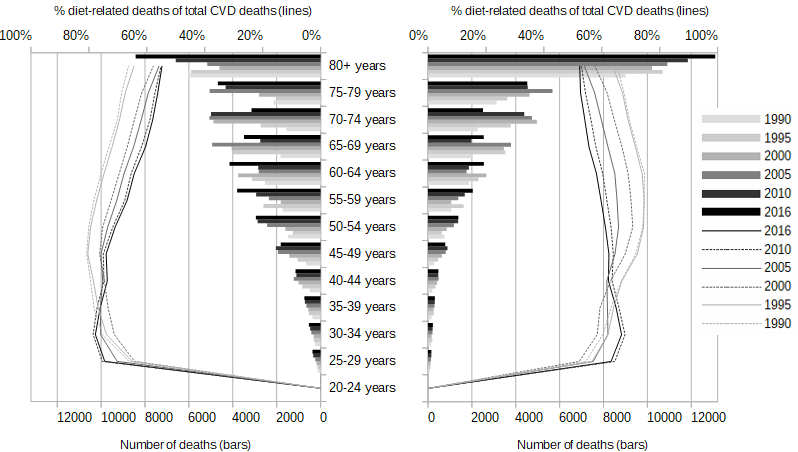 % diet-related deaths of total CVD deaths (lines) % diet-related deaths of total CVD deaths (lines)
100% 80% 60% 40% 20% 0% 0% 20% 40% 60% 80% 100%
80+ years
75-79 years
70-74 years
65-69 years
60-64 years
55-59 years
50-54 years
45-49 years
40-44 years
35-39 years
30-34 years
25-29 years
20-24 years
1990
1995
2000
2005
2010
2016
2016
2010
2005
2000
1995
1990
12000 10000 8000 6000 4000 2000 0 0 2000 4000 6000 8000 10000 12000
Number of deaths (bars) Number of deaths (bars)